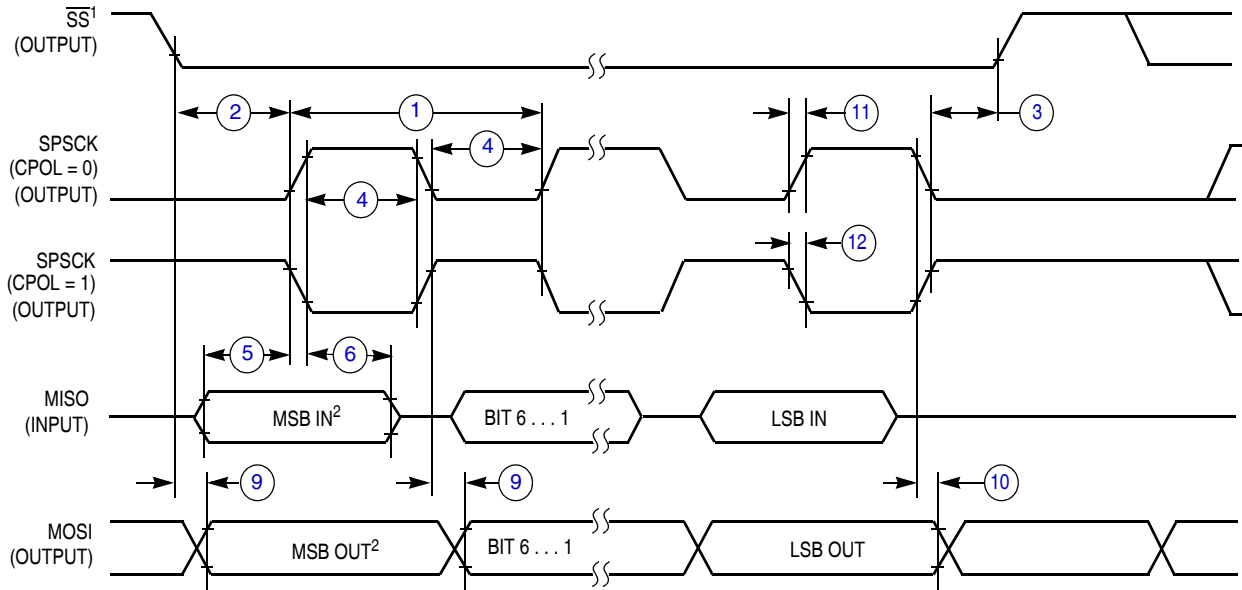 SS¹
(OUTPUT)
2
1
11
3
SPSCK
(CPOL = 0)
(OUTPUT)
4
4
12
SPSCK
(CPOL = 1)
(OUTPUT)
5
6
MISO
(INPUT)
MSB IN²
BIT 6 . . . 1
LSB IN
9
9
10
MOSI
(OUTPUT)
MSB OUT²
BIT 6 . . . 1
LSB OUT